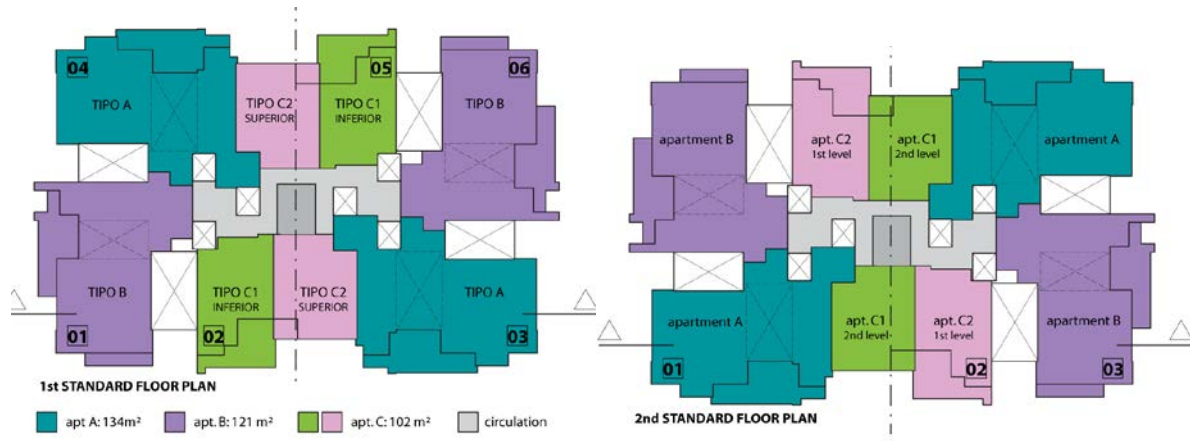 04
TIPO A
TIPO C2
SUPERIOR
05
TIPO C1
INFERIOR
06
TIPO B
TIPO B
01
TIPO C1
INFERIOR
02
TIPO C2
SUPERIOR
TIPO A
03
1st STANDARD FLOOR PLAN
apt A: 134m²
apt. B: 121 m²
apt. C: 102 m²
circulation
apartment B
apt. C2
1st level
apt. C1
2nd level
apartment A
apartment A
01
apt. C1
2nd level
apt. C2
1st level
02
apartment B
03
2nd STANDARD FLOOR PLAN